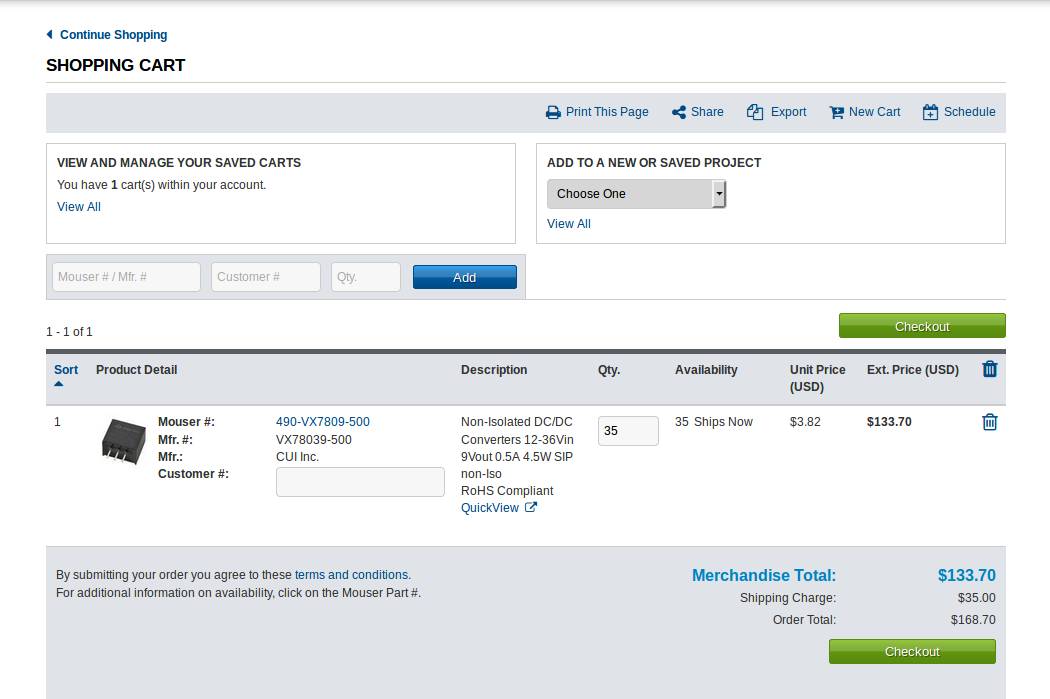 Continue Shopping
SHOPPING CART
Print This Page Share Export New Cart Schedule
VIEW AND MANAGE YOUR SAVED CARTS
You have 1 cart(s) within your account.
View All
ADD TO A NEW OR SAVED PROJECT
Choose One
View All
Mouser # / Mfr. # Customer # Qty. Add
1 - 1 of 1
Checkout
Sort Product Detail Description Qty. Availability Unit Price (USD) Ext. Price (USD)
1
Mouser #: 490-VX7809-500
Mfr. #: VX78039-500
Mfr.: CUI Inc.
Customer #:
Non-Isolated DC/DC
Converters 12-36Vin
9Vout 0.5A 4.5W SIP
non-Iso
RoHS Compliant
QuickView
35
35 Ships Now
$3.82
$133.70
By submitting your order you agree to these terms and conditions.
For additional information on availability, click on the Mouser Part #.
Merchandise Total: $133.70
Shipping Charge: $35.00
Order Total: $168.70
Checkout